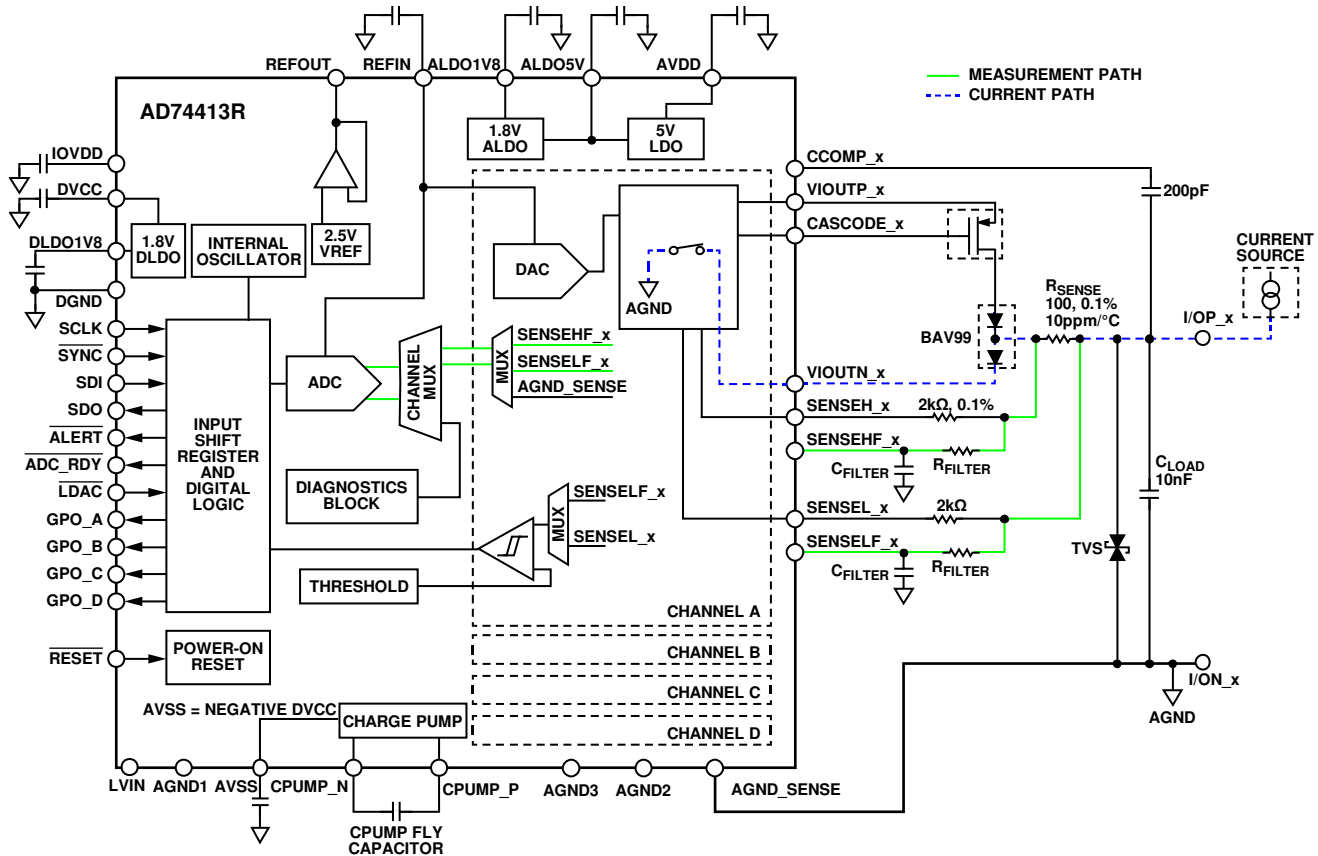 REFOUT
REFIN
ALDO1V8
ALDO5V
AVDD
MEASUREMENT PATH
CURRENT PATH
AD74413R
1.8V
ALDO
5V
LDO
IOVDD
DVCC
DLDO1V8
DGND
1.8V
DLDO
INTERNAL
OSCILLATOR
2.5V
VREF
DAC
AGND
CCOMP_x
VIOUTP_x
CASCODE_x
200pF
CURRENT
SOURCE
RSENSE
100, 0.1%
10ppm/°C
I/OP_x
BAV99
VIOUTN_x
SCLK
SYNC
SDI
SDO
ALERT
ADC_RDY
LDAC
GPO_A
GPO_B
GPO_C
GPO_D
RESET
INPUT
SHIFT
REGISTER
AND
DIGITAL
LOGIC
ADC
CHANNEL
MUX
MUX
SENSEHF_x
SENSELF_x
AGND_SENSE
SENSEH_x
2kΩ, 0.1%
SENSEHF_x
CFILTER
RFILTER
SENSEL_x
2kΩ
SENSELF_x
CFILTER
RFILTER
CLOAD
10nF
TVS
DIAGNOSTICS
BLOCK
MUX
SENSELF_x
SENSEL_x
THRESHOLD
CHANNEL A
CHANNEL B
CHANNEL C
CHANNEL D
POWER-ON
RESET
AVSS = NEGATIVE DVCC
CHARGE PUMP
I/ON_x
AGND
LVIN
AGND1
AVSS
CPUMP_N
CPUMP_P
AGND3
AGND2
AGND_SENSE
CPUMP FLY
CAPACITOR